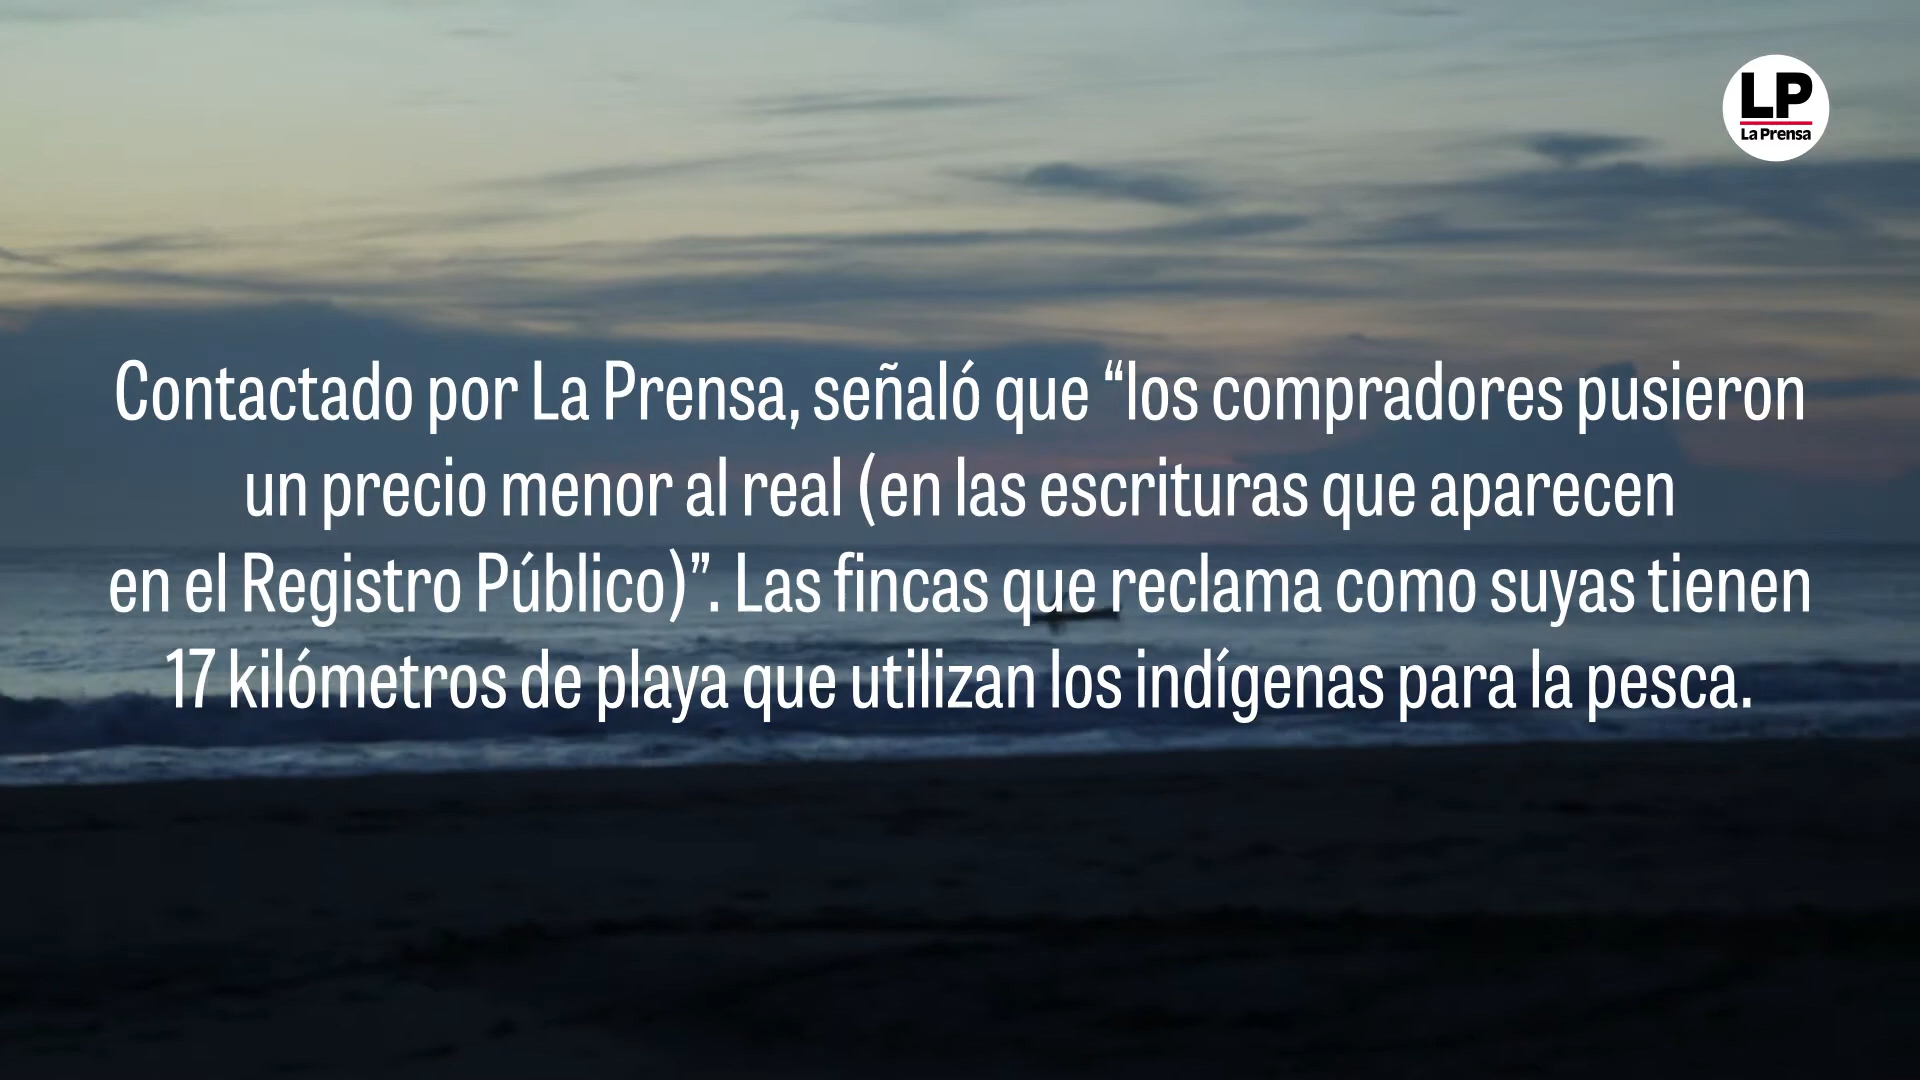 LP
La Prensa
Contactado por La Prensa, señaló que “los compradores pusieron
un precio menor al real (en las escrituras que aparecen
en el Registro Público)”. Las fincas que reclama como suyas tienen
17 kilómetros de playa que utilizan los indígenas para la pesca.